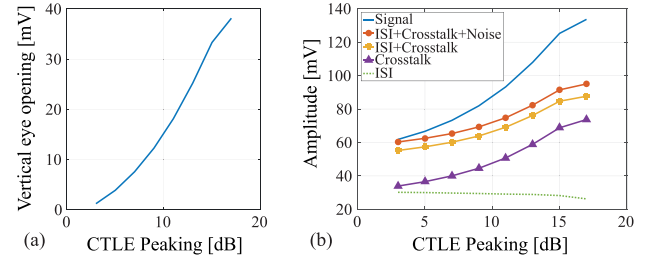 Vertical eye opening [mV]
40
30
20
10
0
0
10
20
CTLE Peaking [dB]
(a)
Amplitude [mV]
140
120
100
80
60
40
20
0
5
10
15
20
CTLE Peaking [dB]
(b)
Signal
ISI+Crosstalk+Noise
ISI+Crosstalk
Crosstalk
ISI